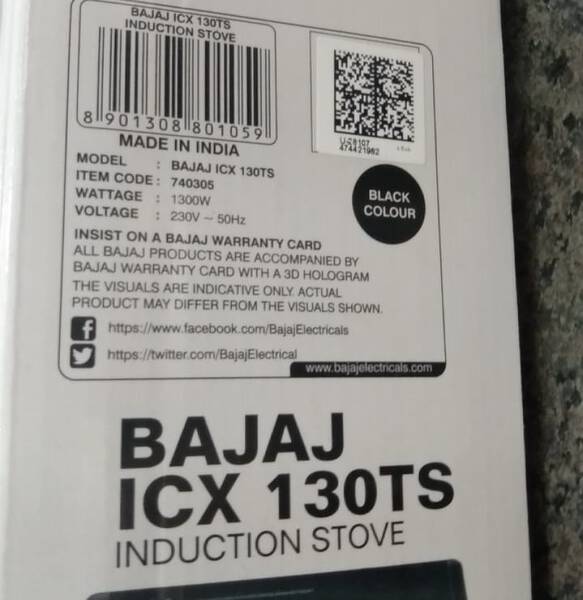 BAJAJ ICX 130TS
INDUCTION STOVE
8 901308 801059
MADE IN INDIA
MODEL : BAJAJ ICX 130TS
ITEM CODE : 740305
WATTAGE : 1300W
VOLTAGE : 230V ~ 50Hz
474421982
BLACK
COLOUR
INSIST ON A BAJAJ WARRANTY CARD
ALL BAJAJ PRODUCTS ARE ACCOMPANIED BY
BAJAJ WARRANTY CARD WITH A 3D HOLOGRAM
THE VISUALS ARE INDICATIVE ONLY. ACTUAL
PRODUCT MAY DIFFER FROM THE VISUALS SHOWN.
https://www.facebook.com/BajajElectricals
https://twitter.com/BajajElectrical
www.bajajelectricals.com
BAJAJ
ICX 130TS
INDUCTION STOVE